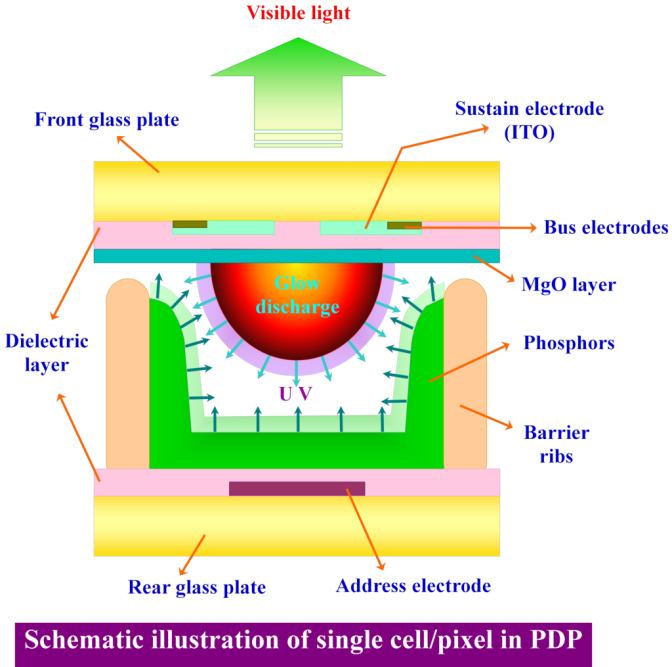 Visible light
Front glass plate
Sustain electrode
(ITO)
Bus electrodes
MgO layer
Glow
discharge
Dielectric
layer
Phosphors
U V
Barrier
ribs
Rear glass plate
Address electrode
Schematic illustration of single cell/pixel in PDP